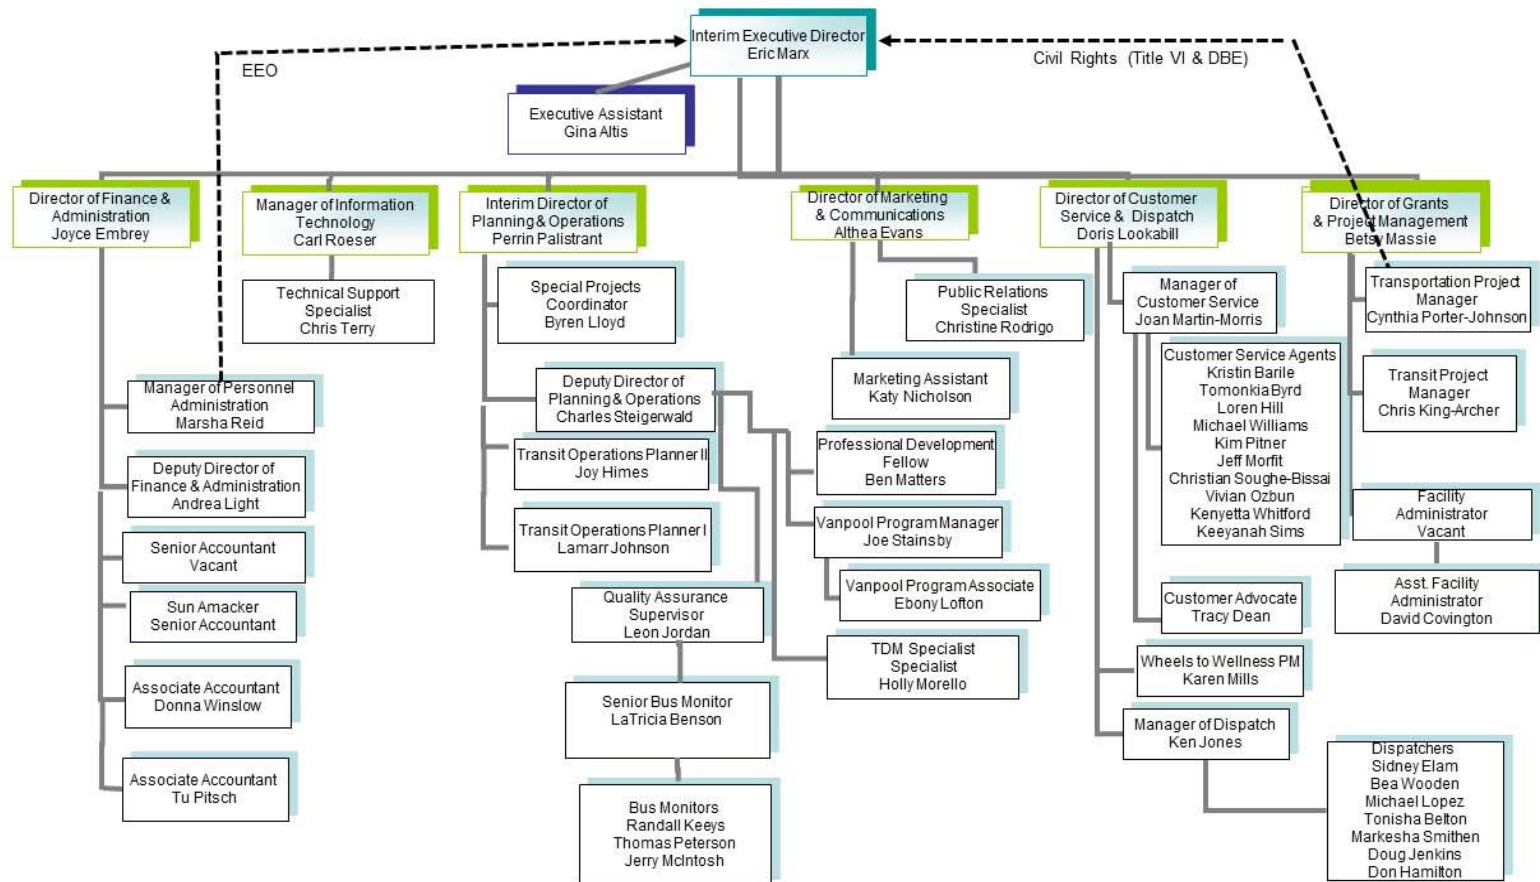 Interim Executive Director
Eric Marx
EEO
Civil Rights (Title VI & DBE)
Executive Assistant
Gina Altis
Director of Finance &
Administration
Joyce Embrey
Manager of Information
Technology
Carl Roeser
Interim Director of
Planning & Operations
Perrin Palistrant
Director of Marketing
& Communications
Althea Evans
Director of Customer
Service & Dispatch
Doris Lookabill
Director of Grants
& Project Management
Betsy Massie
Technical Support
Specialist
Chris Terry
Special Projects
Coordinator
Byren Lloyd
Public Relations
Specialist
Christine Rodrigo
Manager of
Customer Service
Joan Martin-Morris
Transportation Project
Manager
Cynthia Porter-Johnson
Manager of Personnel
Administration
Marsha Reid
Deputy Director of
Planning & Operations
Charles Steigerwald
Marketing Assistant
Katy Nicholson
Customer Service Agents
Kristin Barile
Tomonkia Byrd
Loren Hill
Michael Williams
Kim Pitner
Jeff Morfit
Christian Soughe-Bissai
Vivian Ozbun
Kenyetta Whitford
Keeyanah Sims
Transit Project
Manager
Chris King-Archer
Deputy Director of
Finance & Administration
Andrea Light
Transit Operations Planner II
Joy Himes
Professional Development
Fellow
Ben Matters
Senior Accountant
Vacant
Transit Operations Planner I
Lamarr Johnson
Vanpool Program Manager
Joe Stainsby
Facility
Administrator
Vacant
Sun Amacker
Senior Accountant
Quality Assurance
Supervisor
Leon Jordan
Vanpool Program Associate
Ebony Lofton
Customer Advocate
Tracy Dean
Asst. Facility
Administrator
David Covington
Associate Accountant
Donna Winslow
Senior Bus Monitor
LaTricia Benson
TDM Specialist
Specialist
Holly Morello
Wheels to Wellness PM
Karen Mills
Manager of Dispatch
Ken Jones
Associate Accountant
Tu Pitsch
Bus Monitors
Randall Keeys
Thomas Peterson
Jerry McIntosh
Dispatchers
Sidney Elam
Bea Wooden
Michael Lopez
Tonisha Belton
Markesha Smithen
Doug Jenkins
Don Hamilton